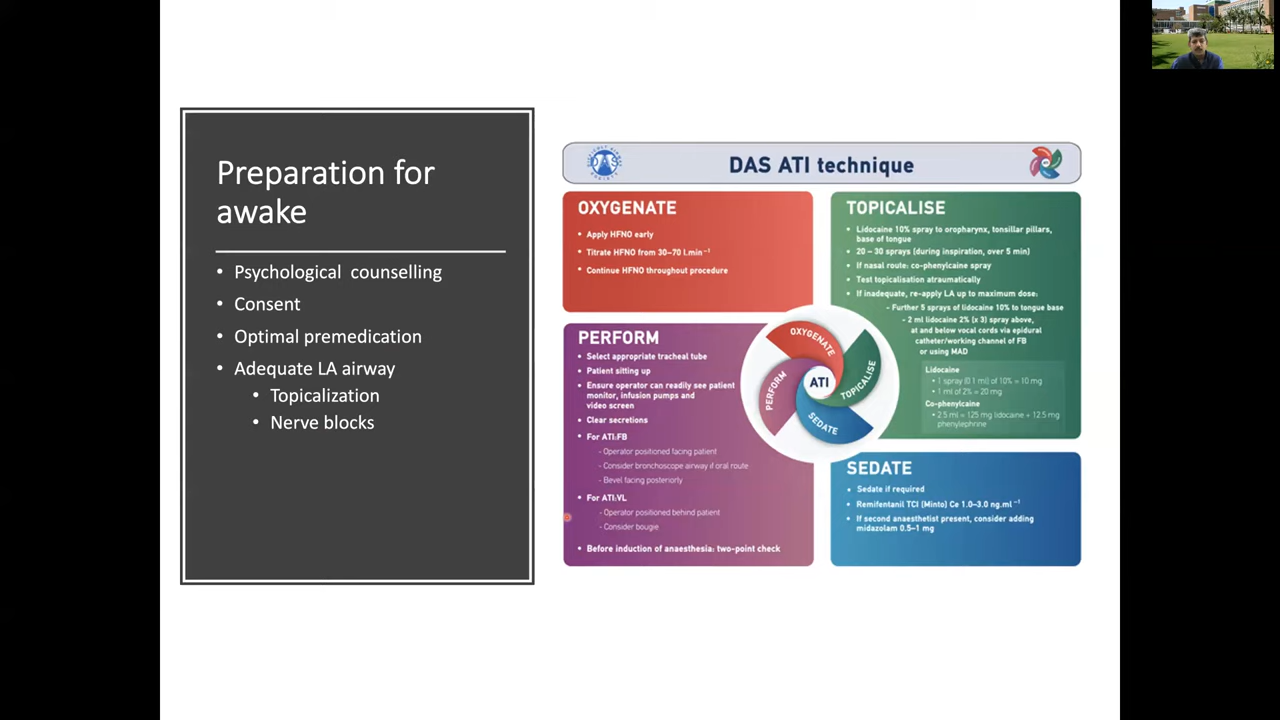 Preparation for
awake
• Psychological counselling
• Consent
• Optimal premedication
• Adequate LA airway
• Topicalization
• Nerve blocks
DAS ATI technique
OXYGENATE
• Apply HFNO early
• Titrate HFNO from 30–70 l.min⁻¹
• Continue HFNO throughout procedure
TOPICALISE
• Lidocaine 10% spray to oropharynx, tonsillar pillars,
base of tongue
• 20 – 30 sprays (during inspiration, over 5 min)
• If nasal route: co-phenylcaine spray
• Test topicalisation atraumatically
• If inadequate, re-apply LA up to maximum dose:
- Further 5 sprays of lidocaine 10% to tongue base
- 2 ml lidocaine 2% (x 3) spray above,
at and below vocal cords via epidural
catheter/working channel of FB
or using MAD
Lidocaine
• 1 spray (0.1 ml) of 10% = 10 mg
• 1 ml of 2% = 20 mg
Co-phenylcaine
• 2.5 ml = 125 mg lidocaine + 12.5 mg
phenylephrine
PERFORM
• Select appropriate tracheal tube
• Patient sitting up
• Ensure operator can readily see patient
monitor, infusion pumps and
video screen
• Clear secretions
• For ATI:FB
- Operator positioned facing patient
- Consider bronchoscope airway if oral route
- Bevel facing posteriorly
• For ATI:VL
- Operator positioned behind patient
- Consider bougie
• Before induction of anaesthesia: two-point check
SEDATE
• Sedate if required
• Remifentanil TCI (Minto) Ce 1.0–3.0 ng.ml⁻¹
• If second anaesthetist present, consider adding
midazolam 0.5–1 mg
OXYGENATE
TOPICALISE
SEDATE
PERFORM
ATI